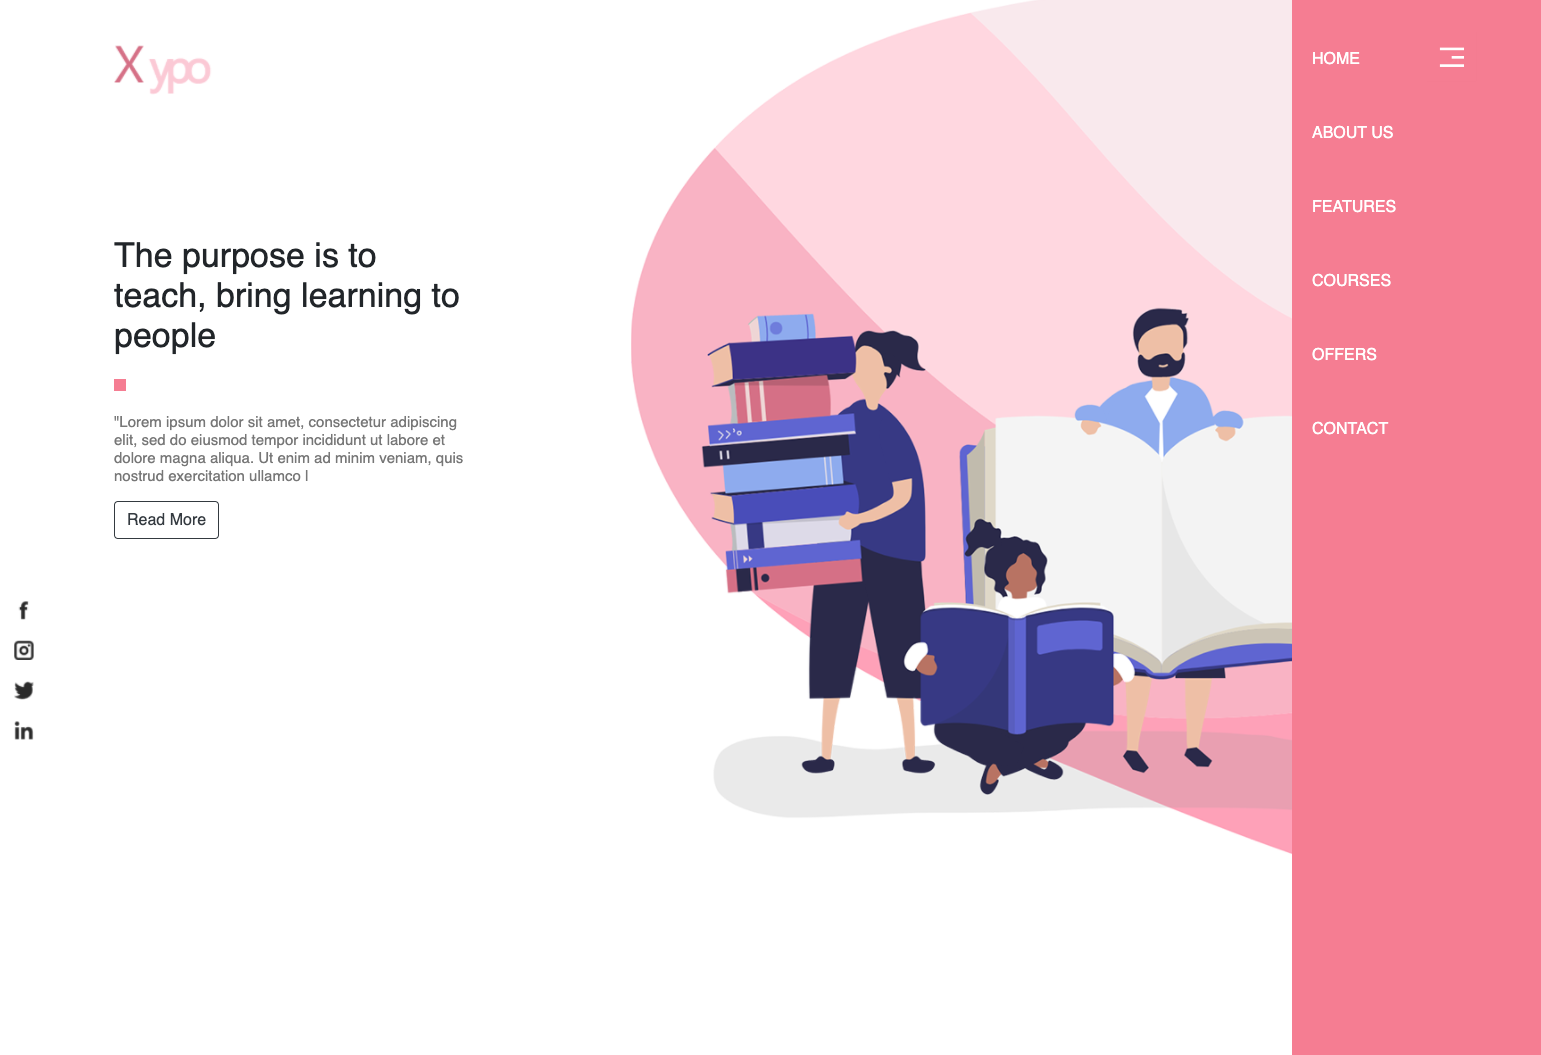 X ypo
HOME
ABOUT US
FEATURES
COURSES
OFFERS
CONTACT
The purpose is to
teach, bring learning to
people
"Lorem ipsum dolor sit amet, consectetur adipiscing
elit, sed do eiusmod tempor incididunt ut labore et
dolore magna aliqua. Ut enim ad minim veniam, quis
nostrud exercitation ullamco l
Read More